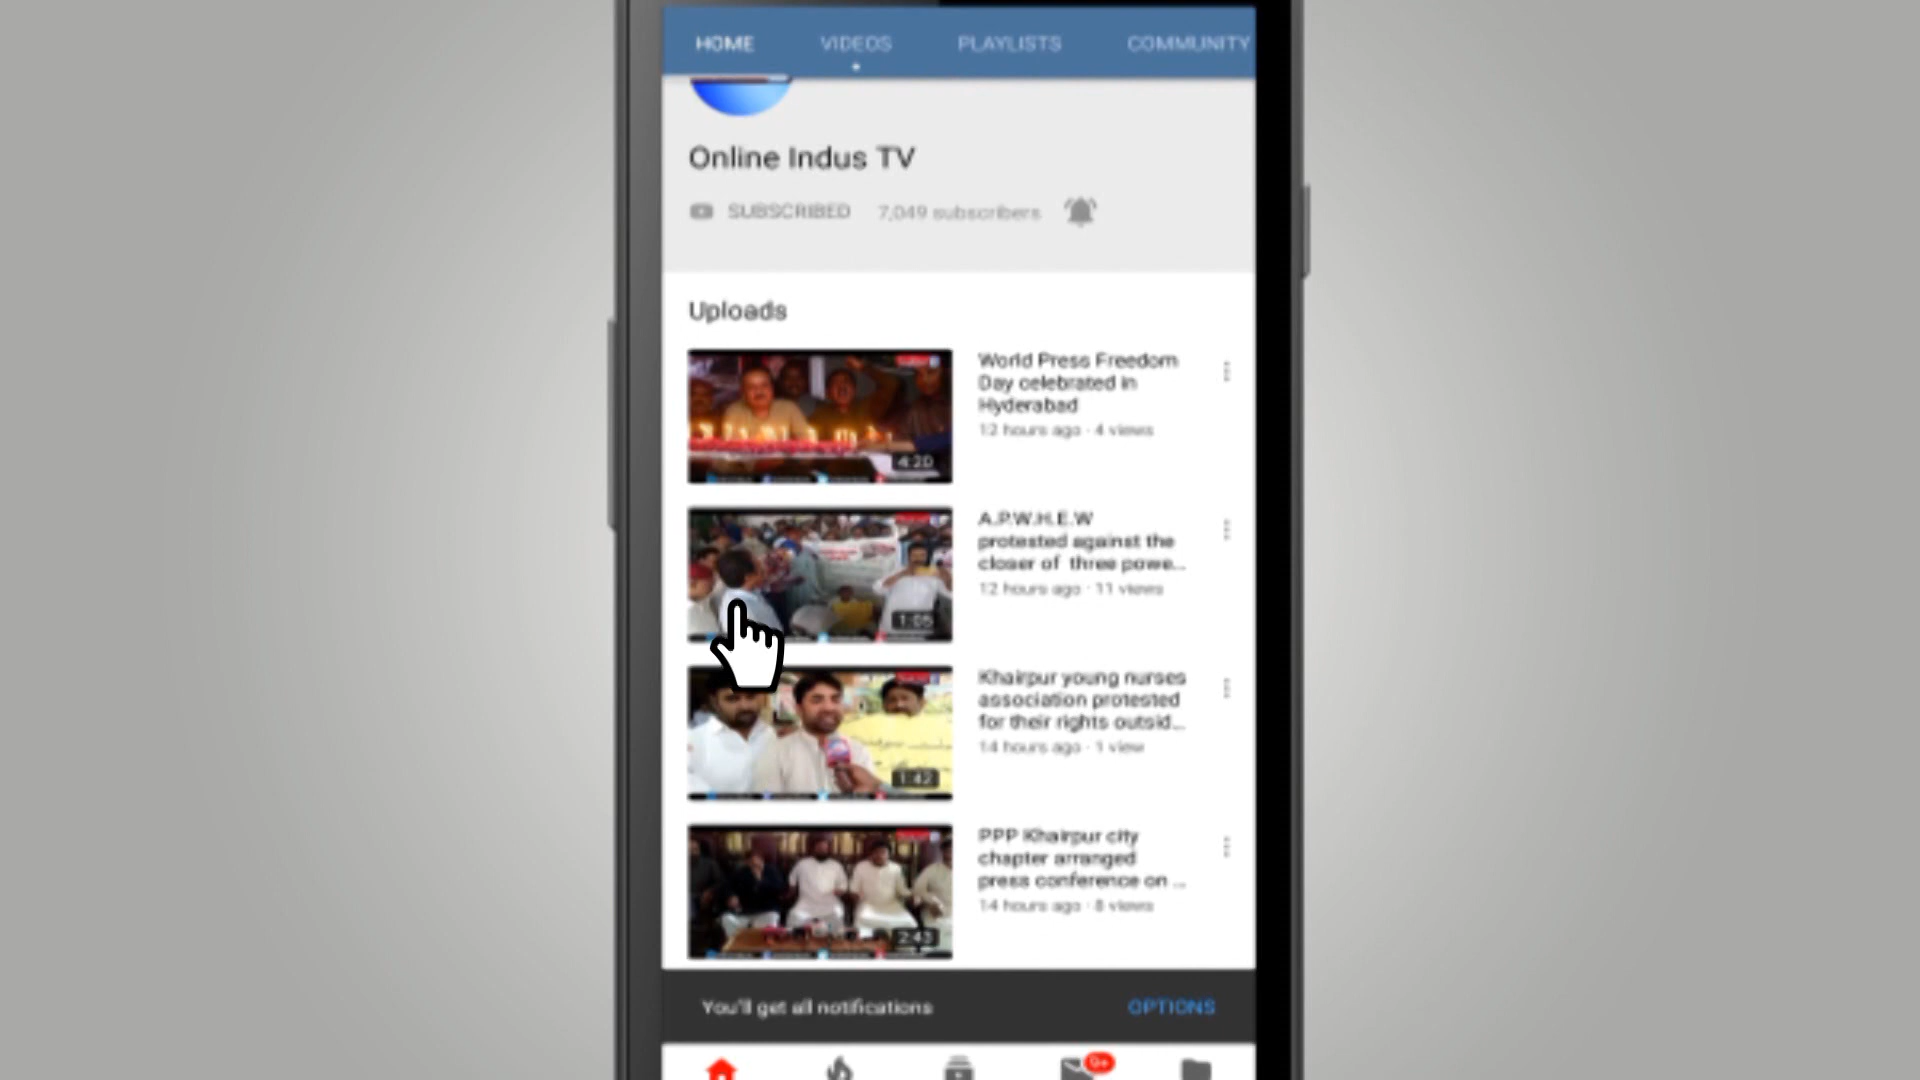 HOME VIDEOS PLAYLISTS COMMUNITY
Online Indus TV
SUBSCRIBED 7,049 subscribers
Uploads
World Press Freedom
Day celebrated in
Hyderabad
12 hours ago · 4 views
4:20
A.P.W.H.E.W
protested against the
closer of three powe...
12 hours ago · 11 views
1:05
Khairpur young nurses
association protested
for their rights outsid...
14 hours ago · 1 view
1:42
PPP Khairpur city
chapter arranged
press conference on ...
14 hours ago · 8 views
2:43
You'll get all notifications OPTIONS
9+